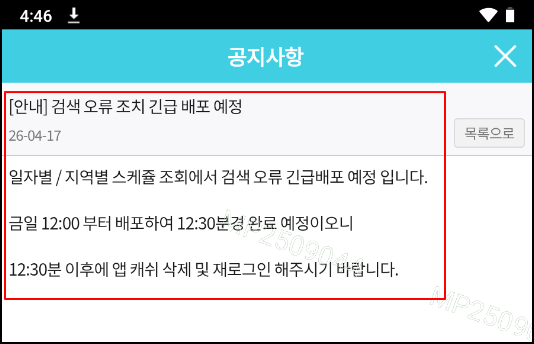 4:46
공지사항
[안내] 검색 오류 조치 긴급 배포 예정
26-04-17
목록으로
일자별 / 지역별 스케쥴 조회에서 검색 오류 긴급배포 예정 입니다.
금일 12:00 부터 배포하여 12:30분경 완료 예정이오니
12:30분 이후에 앱 캐쉬 삭제 및 재로그인 해주시기 바랍니다.